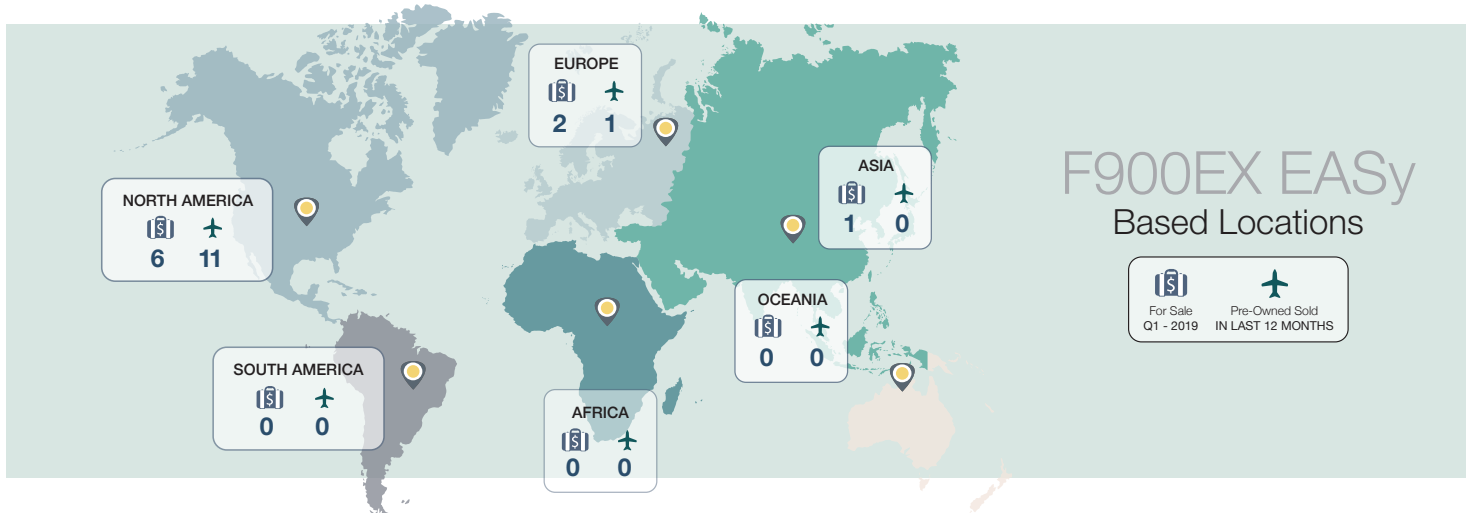 EUROPE
2 1
NORTH AMERICA
6 11
ASIA
1 0
OCEANIA
0 0
SOUTH AMERICA
0 0
AFRICA
0 0
F900EX EASy
Based Locations
For Sale Pre-Owned Sold
Q1 - 2019 IN LAST 12 MONTHS